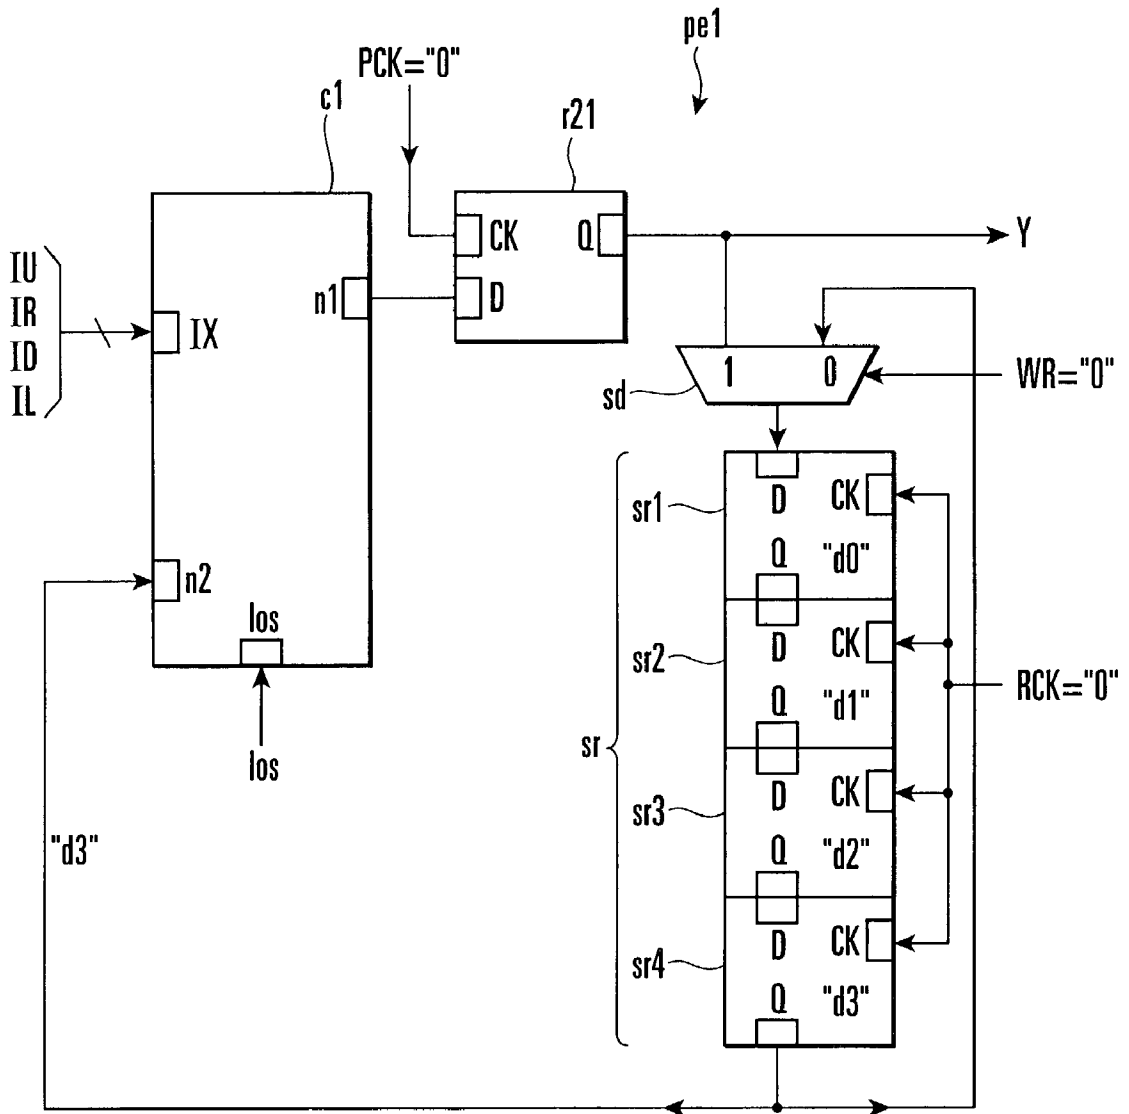 pe1
PCK="0"
c1
r21
CK
Q
Y
IU
IR
ID
IL
IX
n1
D
1
0
WR="0"
sd
sr1
D
CK
Q
"d0"
n2
los
los
sr2
D
CK
Q
"d1"
RCK="0"
sr
sr3
D
CK
Q
"d2"
"d3"
sr4
D
CK
Q
"d3"